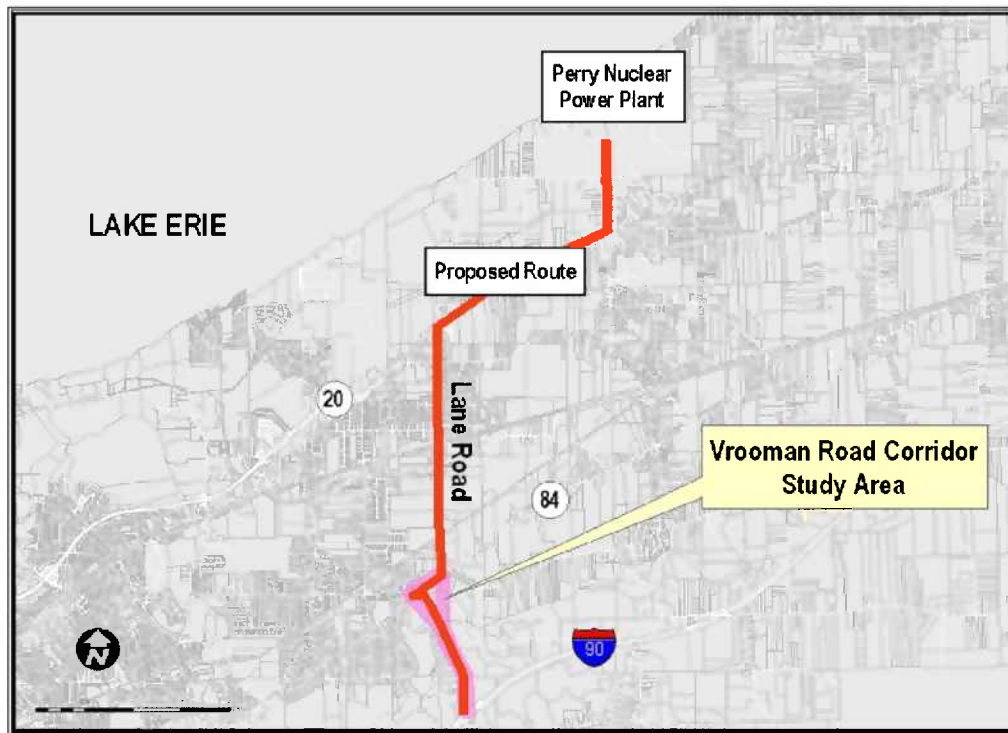 Perry Nuclear
Power Plant
LAKE ERIE
Proposed Route
20
Lane Road
Vrooman Road Corridor
Study Area
84
90
N